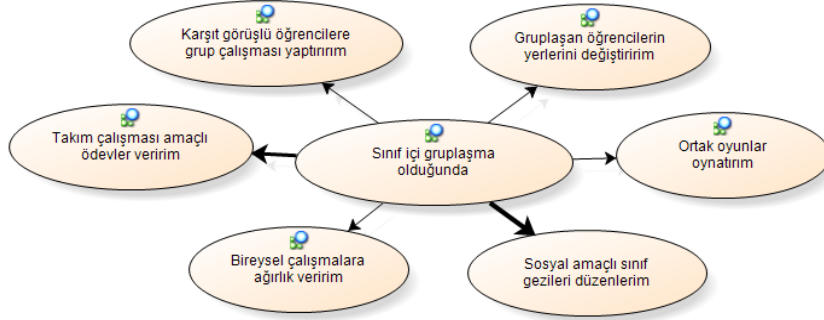 Karşıt görüşlü öğrencilere
grup çalışması yaptırırım
Gruplaşan öğrencilerin
yerlerini değiştiririm
Takım çalışması amaçlı
ödevler veririm
Sınıf içi gruplaşma
olduğunda
Ortak oyunlar
oynatırım
Bireysel çalışmalara
ağırlık veririm
Sosyal amaçlı sınıf
gezileri düzenlerim